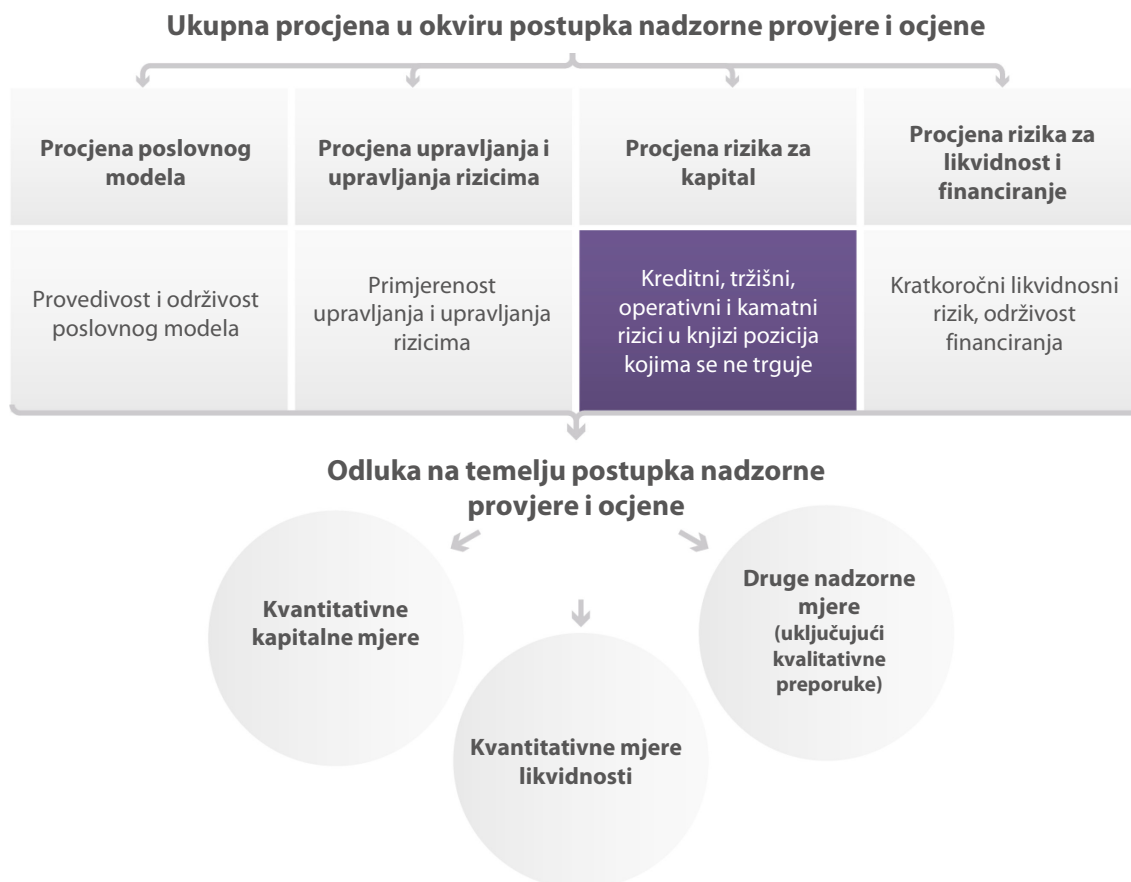 Ukupna procjena u okviru postupka nadzorne provjere i ocjene
Procjena poslovnog
modela
Procjena upravljanja i
upravljanja rizicima
Procjena rizika za
kapital
Procjena rizika za
likvidnost i
financiranje
Provedivost i održivost
poslovnog modela
Primjerenost
upravljanja i upravljanja
rizicima
Kreditni, tržišni,
operativni i kamatni
rizici u knjizi pozicija
kojima se ne trguje
Kratkoročni likvidnosni
rizik, održivost
financiranja
Odluka na temelju postupka nadzorne
provjere i ocjene
Kvantitativne
kapitalne mjere
Kvantitativne mjere
likvidnosti
Druge nadzorne
mjere
(uključujući
kvalitativne
preporuke)